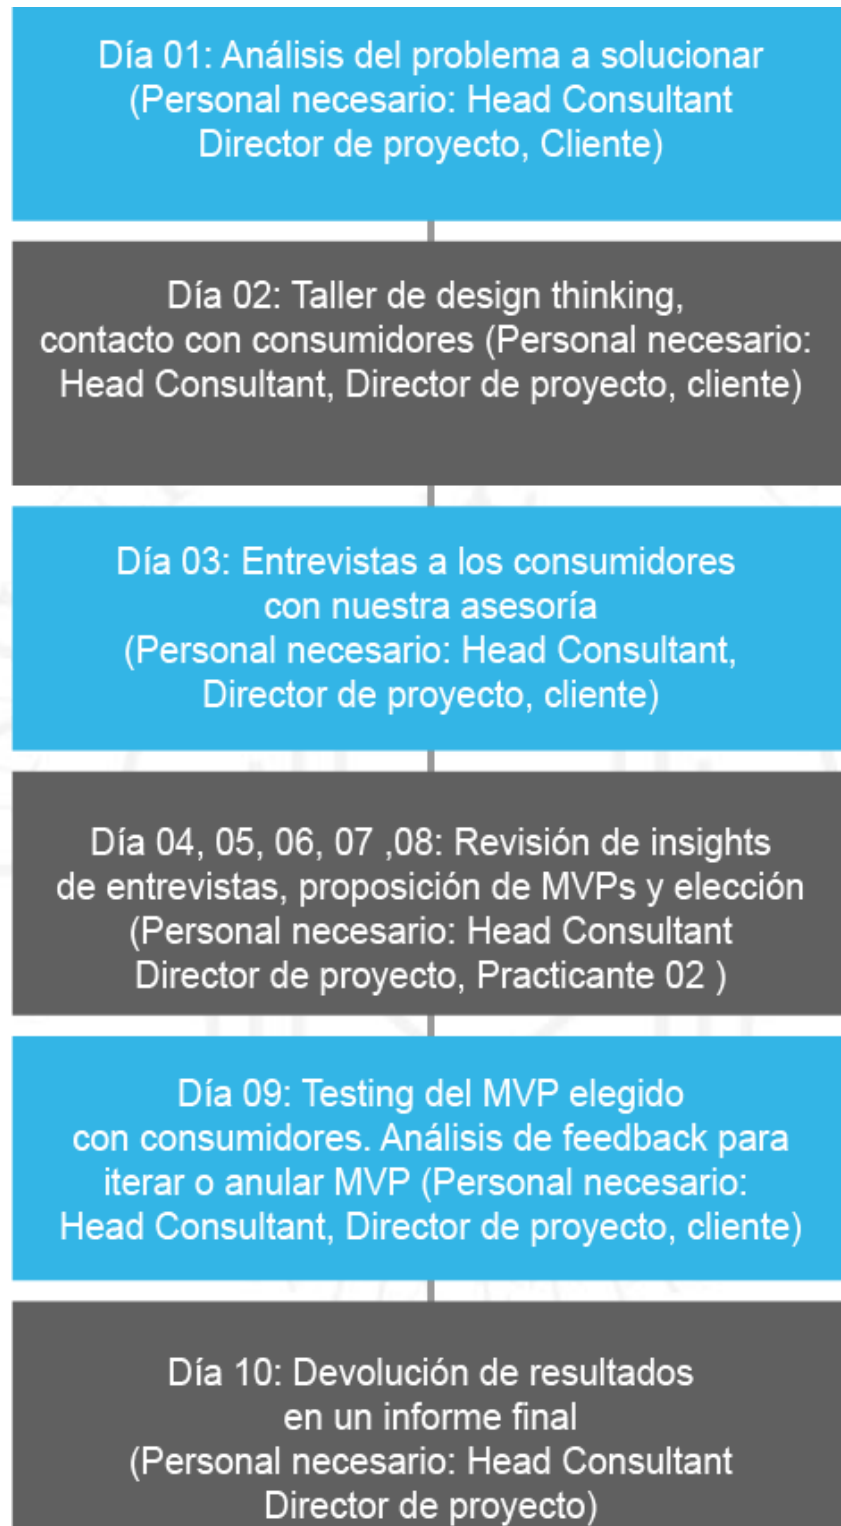 Día 01: Análisis del problema a solucionar
(Personal necesario: Head Consultant
Director de proyecto, Cliente)
Día 02: Taller de design thinking,
contacto con consumidores (Personal necesario:
Head Consultant, Director de proyecto, cliente)
Día 03: Entrevistas a los consumidores
con nuestra asesoría
(Personal necesario: Head Consultant,
Director de proyecto, cliente)
Día 04, 05, 06, 07 ,08: Revisión de insights
de entrevistas, proposición de MVPs y elección
(Personal necesario: Head Consultant
Director de proyecto, Practicante 02 )
Día 09: Testing del MVP elegido
con consumidores. Análisis de feedback para
iterar o anular MVP (Personal necesario:
Head Consultant, Director de proyecto, cliente)
Día 10: Devolución de resultados
en un informe final
(Personal necesario: Head Consultant
Director de proyecto)